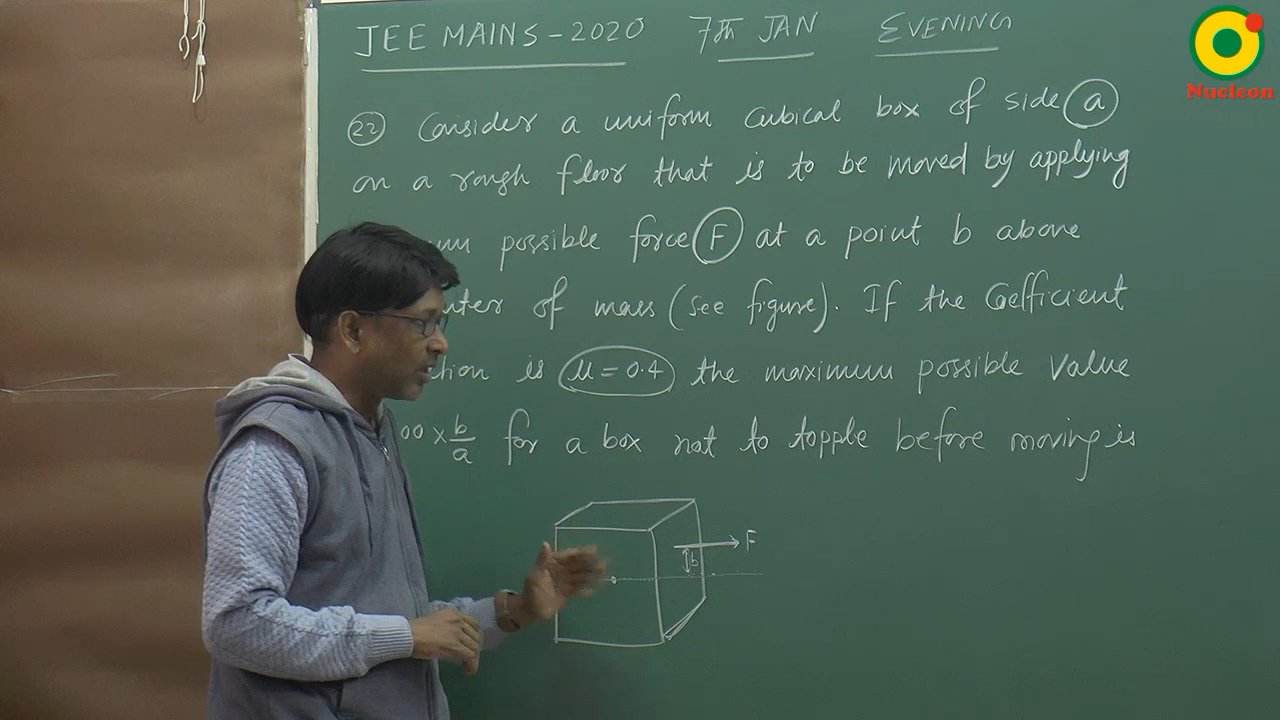 JEE MAINS - 2020 7th JAN EVENING
Nucleon
22 Consider a uniform cubical box of side a
on a rough floor that is to be moved by applying
possible force F at a point b above
of mass (see figure). If the Coefficient
is μ = 0.4 the maximum possible value
00 × b/a for a box not to topple before moving is
F
b